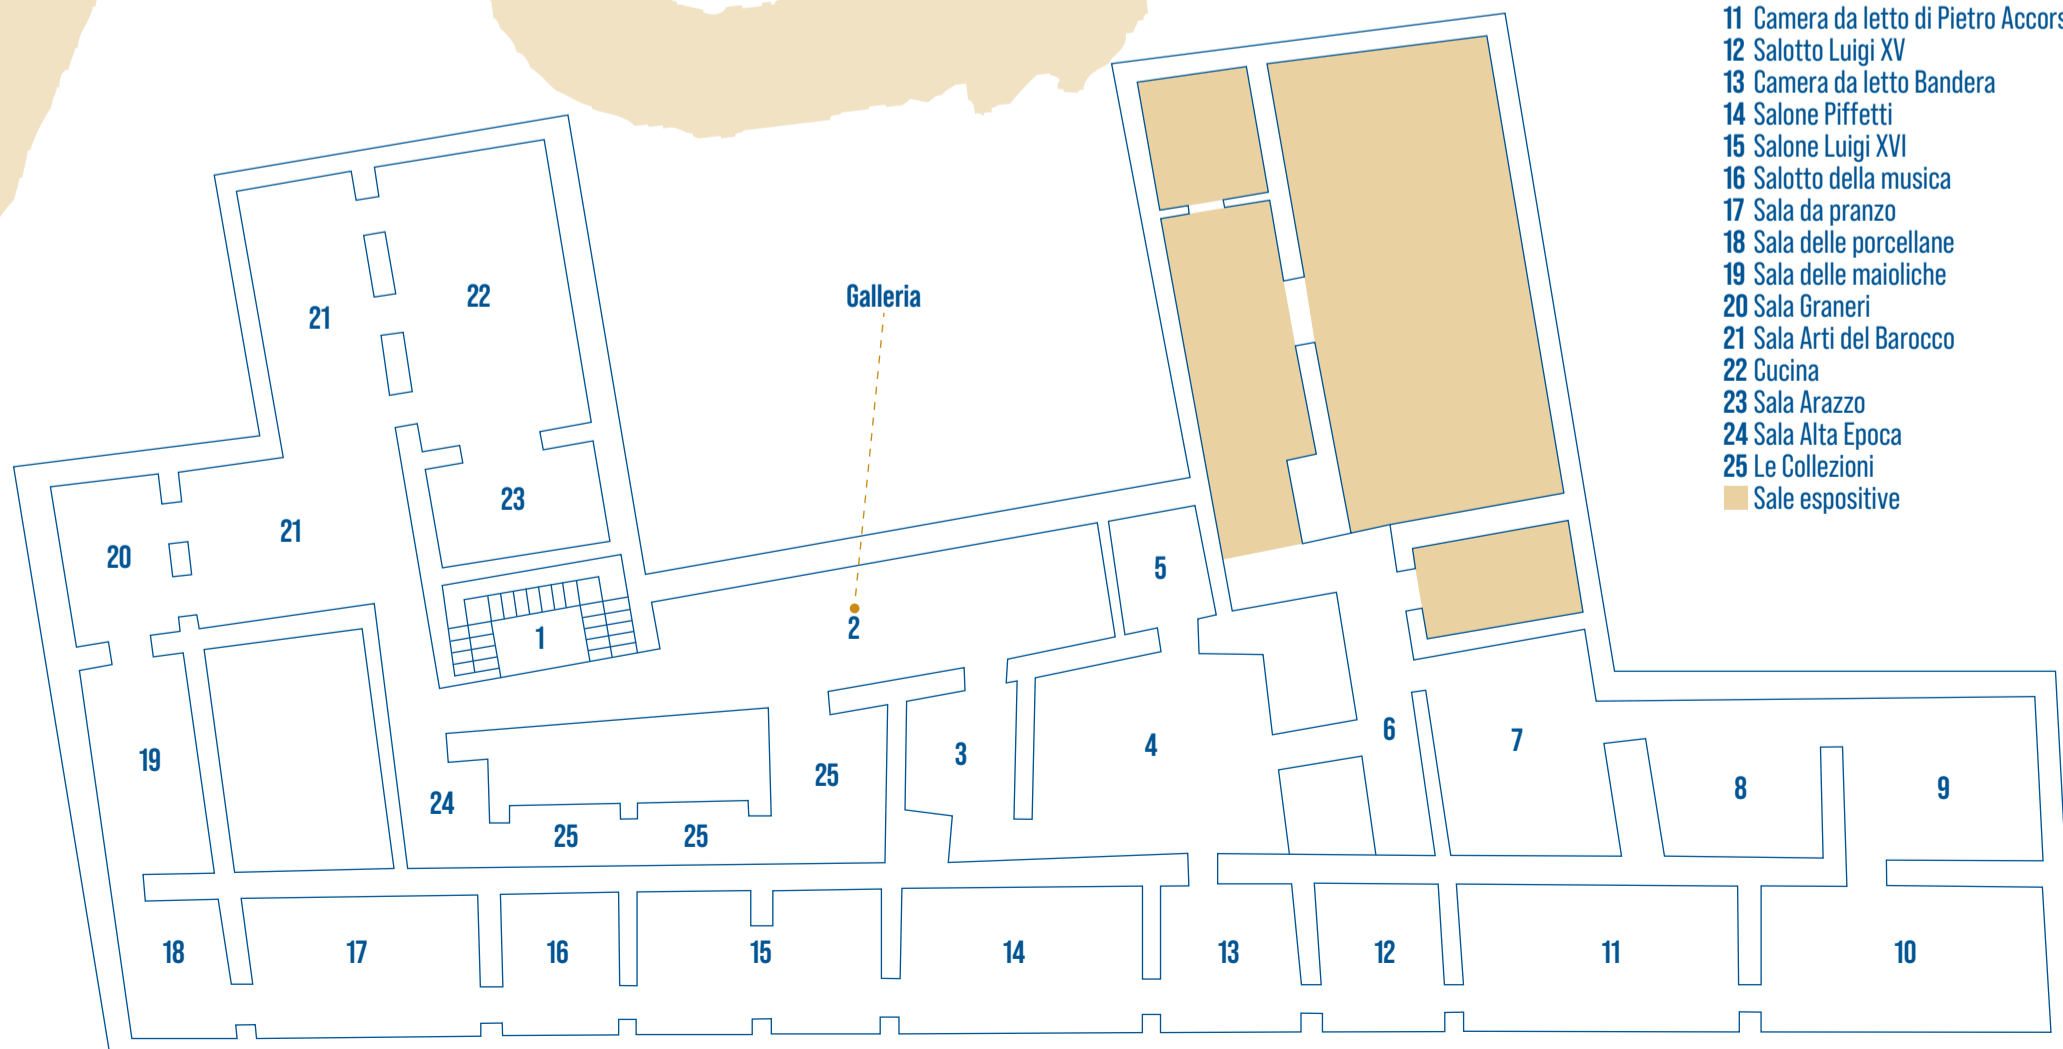 11 Camera da letto di Pietro Accors
12 Salotto Luigi XV
13 Camera da letto Bandera
14 Salone Piffetti
15 Salone Luigi XVI
16 Salotto della musica
17 Sala da pranzo
18 Sala delle porcellane
19 Sala delle maioliche
20 Sala Graneri
21 Sala Arti del Barocco
22 Cucina
23 Sala Arazzo
24 Sala Alta Epoca
25 Le Collezioni
Sale espositive
Galleria
21
22
23
20
21
5
1
2
19
24
25
25
25
3
4
6
7
8
9
18
17
16
15
14
13
12
11
10